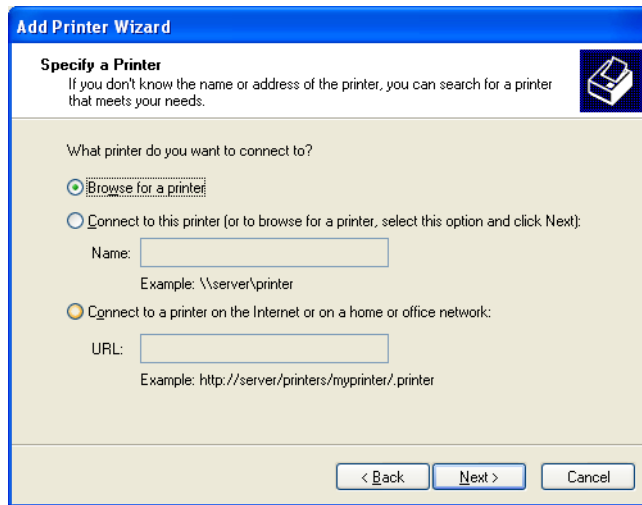 Add Printer Wizard
Specify a Printer
If you don't know the name or address of the printer, you can search for a printer
that meets your needs.
What printer do you want to connect to?
Browse for a printer
Connect to this printer (or to browse for a printer, select this option and click Next):
Name:
Example: \\server\printer
Connect to a printer on the Internet or on a home or office network:
URL:
Example: http://server/printers/myprinter/.printer
< Back Next > Cancel